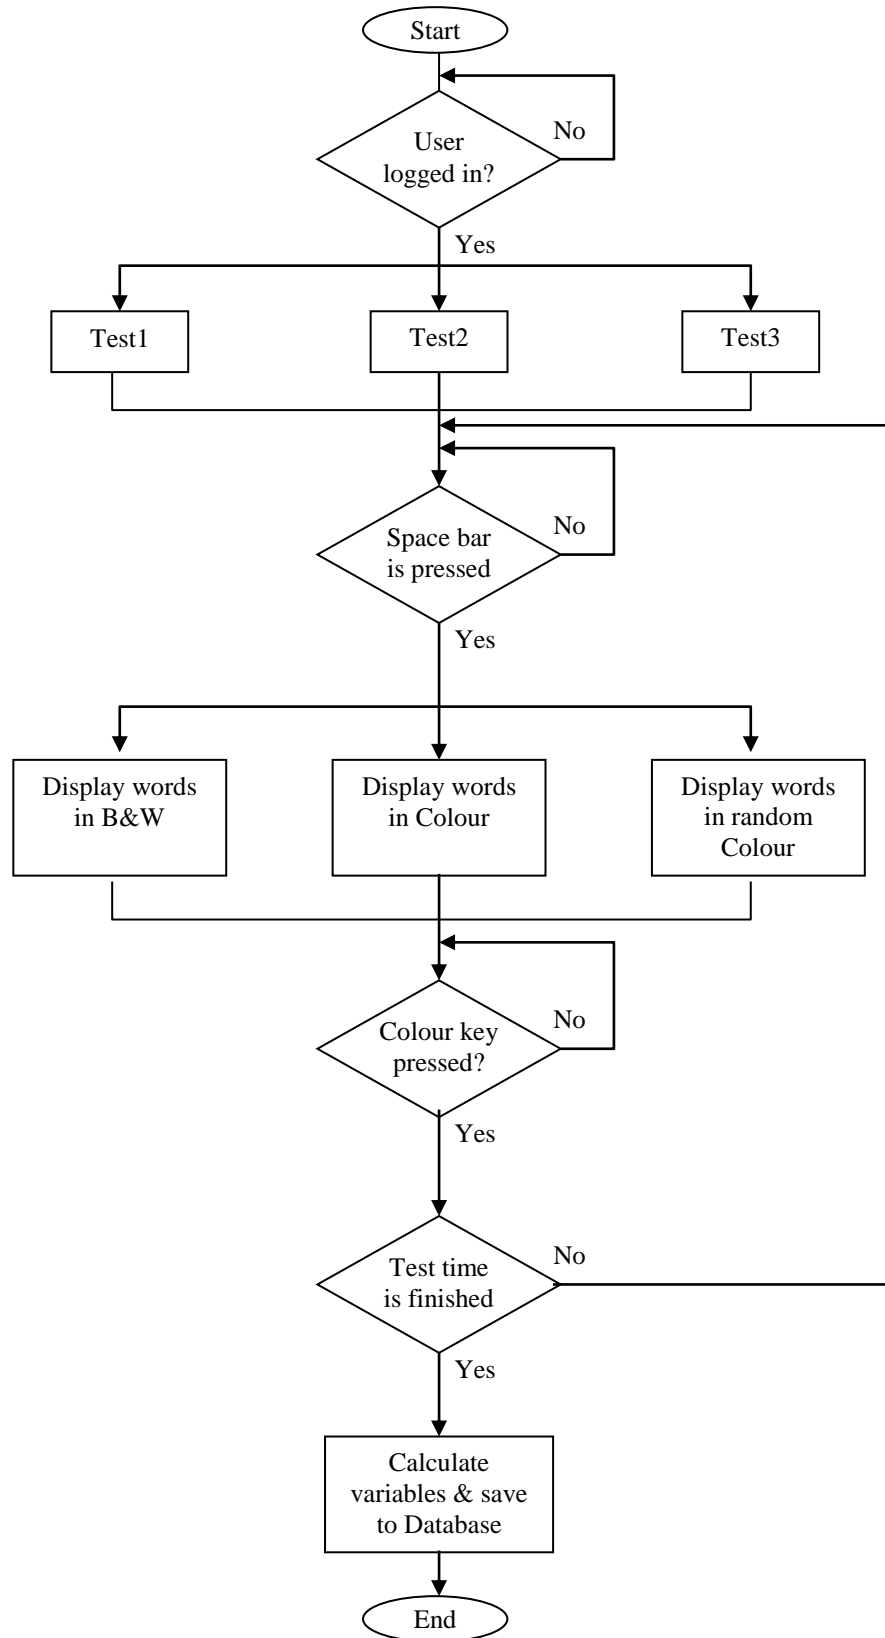 Start
No
User
logged in?
Yes
Test1
Test2
Test3
No
Space bar
is pressed
Yes
Display words
in B&W
Display words
in Colour
Display words
in random
Colour
No
Colour key
pressed?
Yes
No
Test time
is finished
Yes
Calculate
variables & save
to Database
End